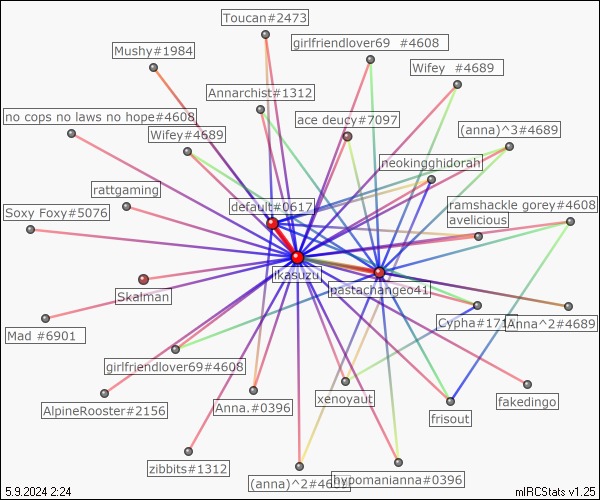 Toucan#2473
girlfriendlover69 #4608
Mushy#1984
Wifey #4689
Annarchist#1312
no cops no laws no hope#4608
ace deucy#7097
(anna)^3#4689
Wifey#4689
neokingghidorah
rattgaming
default#0617
ramshackle gorey#4608
Soxy Foxy#5076
avelicious
ikasuzu
pastachangeo41
Skalman
Cypha#171
Anna^2#4689
Mad #6901
girlfriendlover69#4608
AlpineRooster#2156
Anna.#0396
xenoyaut
frisout
fakedingo
zibbits#1312
(anna)^2#46
hypomanianna#0396
5.9.2024 2:24
mIRCStats v1.25